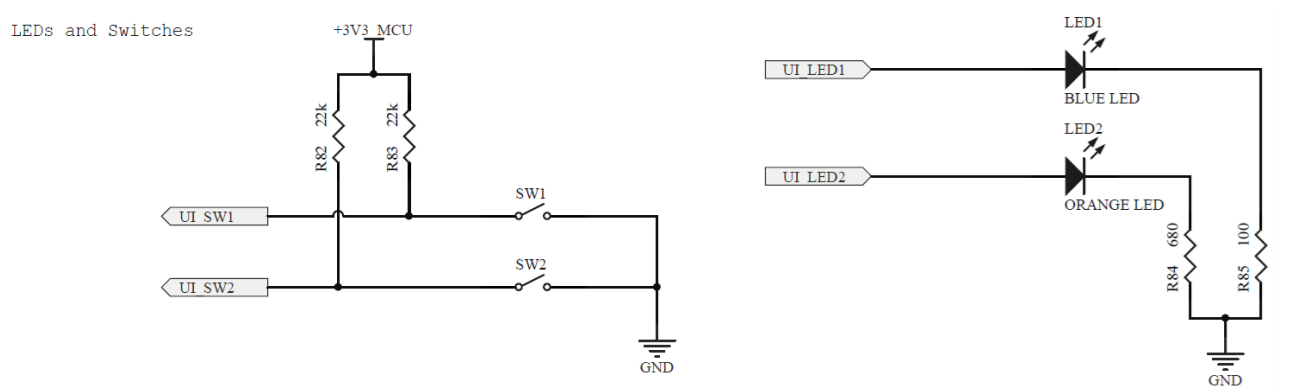 LEDs and Switches
+3V3_MCU
R82 22k
R83 22k
UI_SW1
SW1
UI_SW2
SW2
GND
LED1
UI_LED1
BLUE LED
LED2
UI_LED2
ORANGE LED
R84 680
R85 100
GND